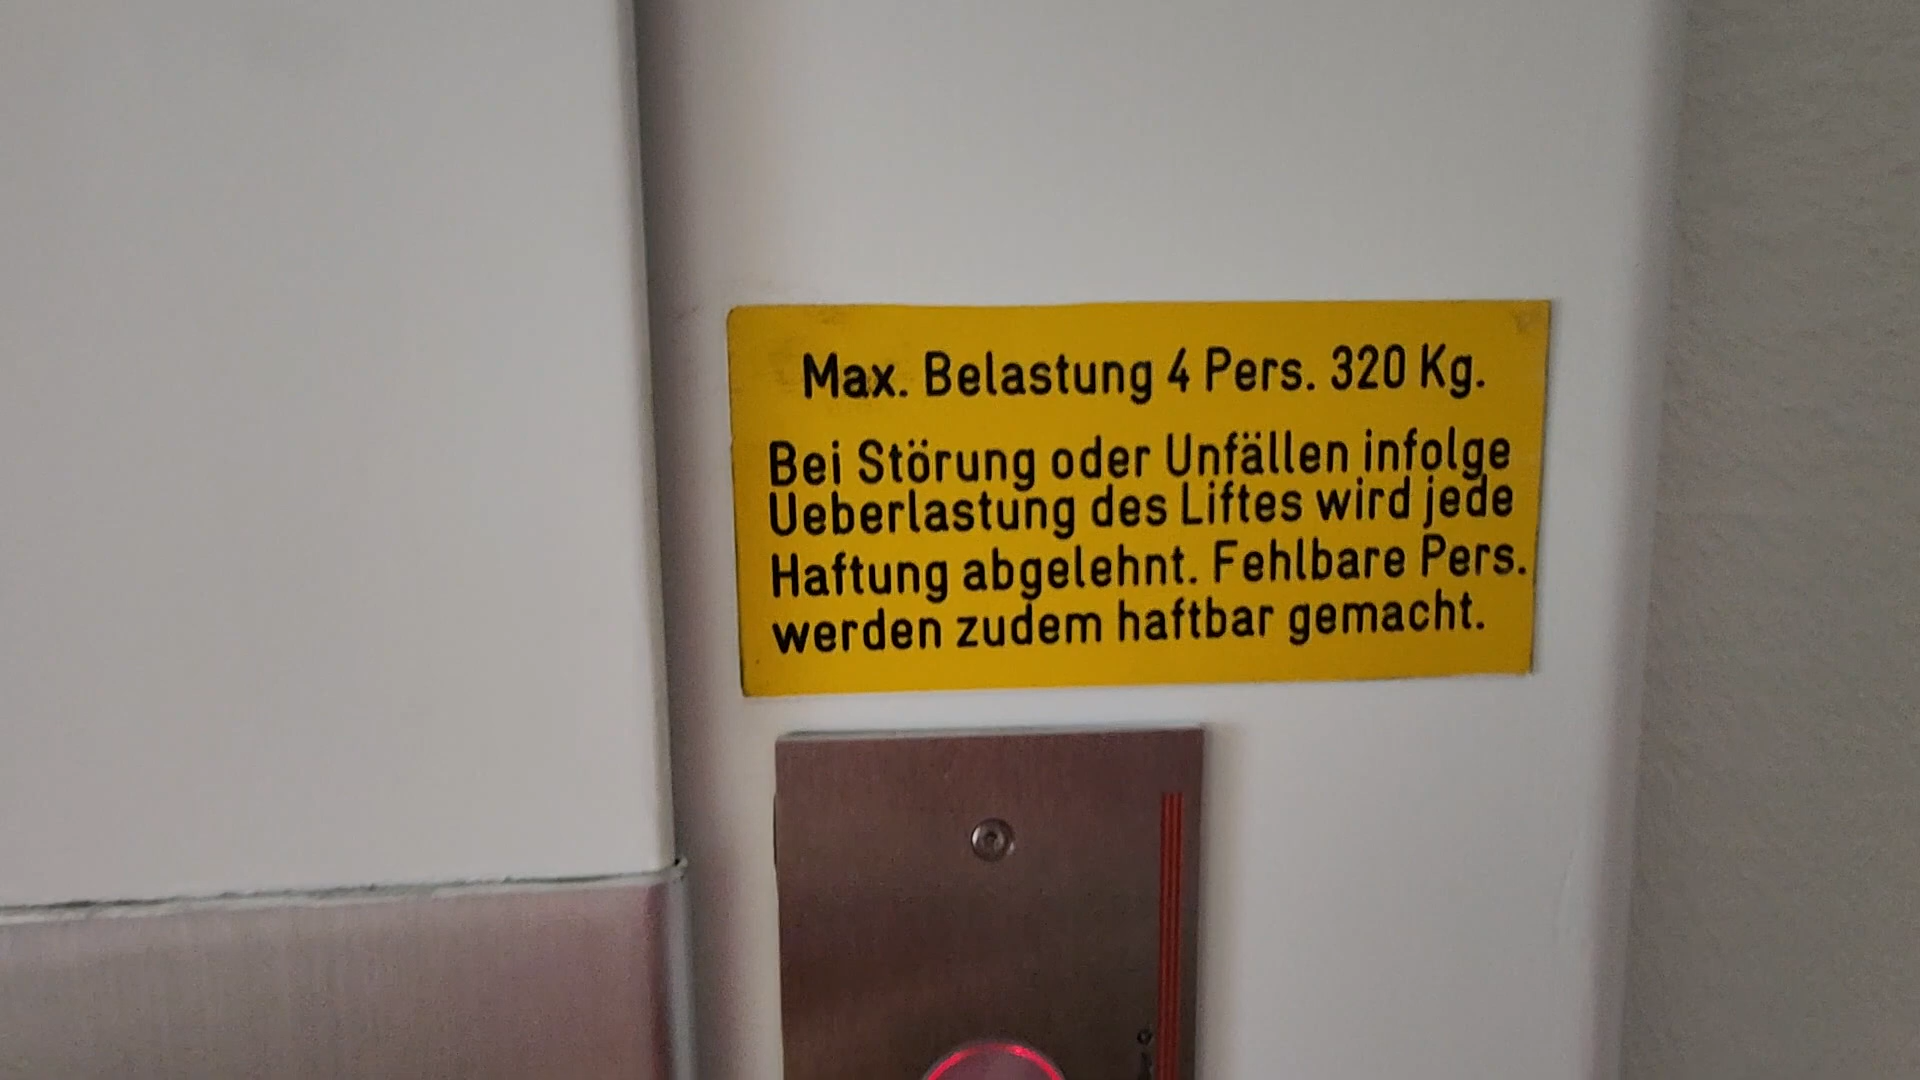 Max. Belastung 4 Pers. 320 Kg.
Bei Störung oder Unfällen infolge
Ueberlastung des Liftes wird jede
Haftung abgelehnt. Fehlbare Pers.
werden zudem haftbar gemacht.